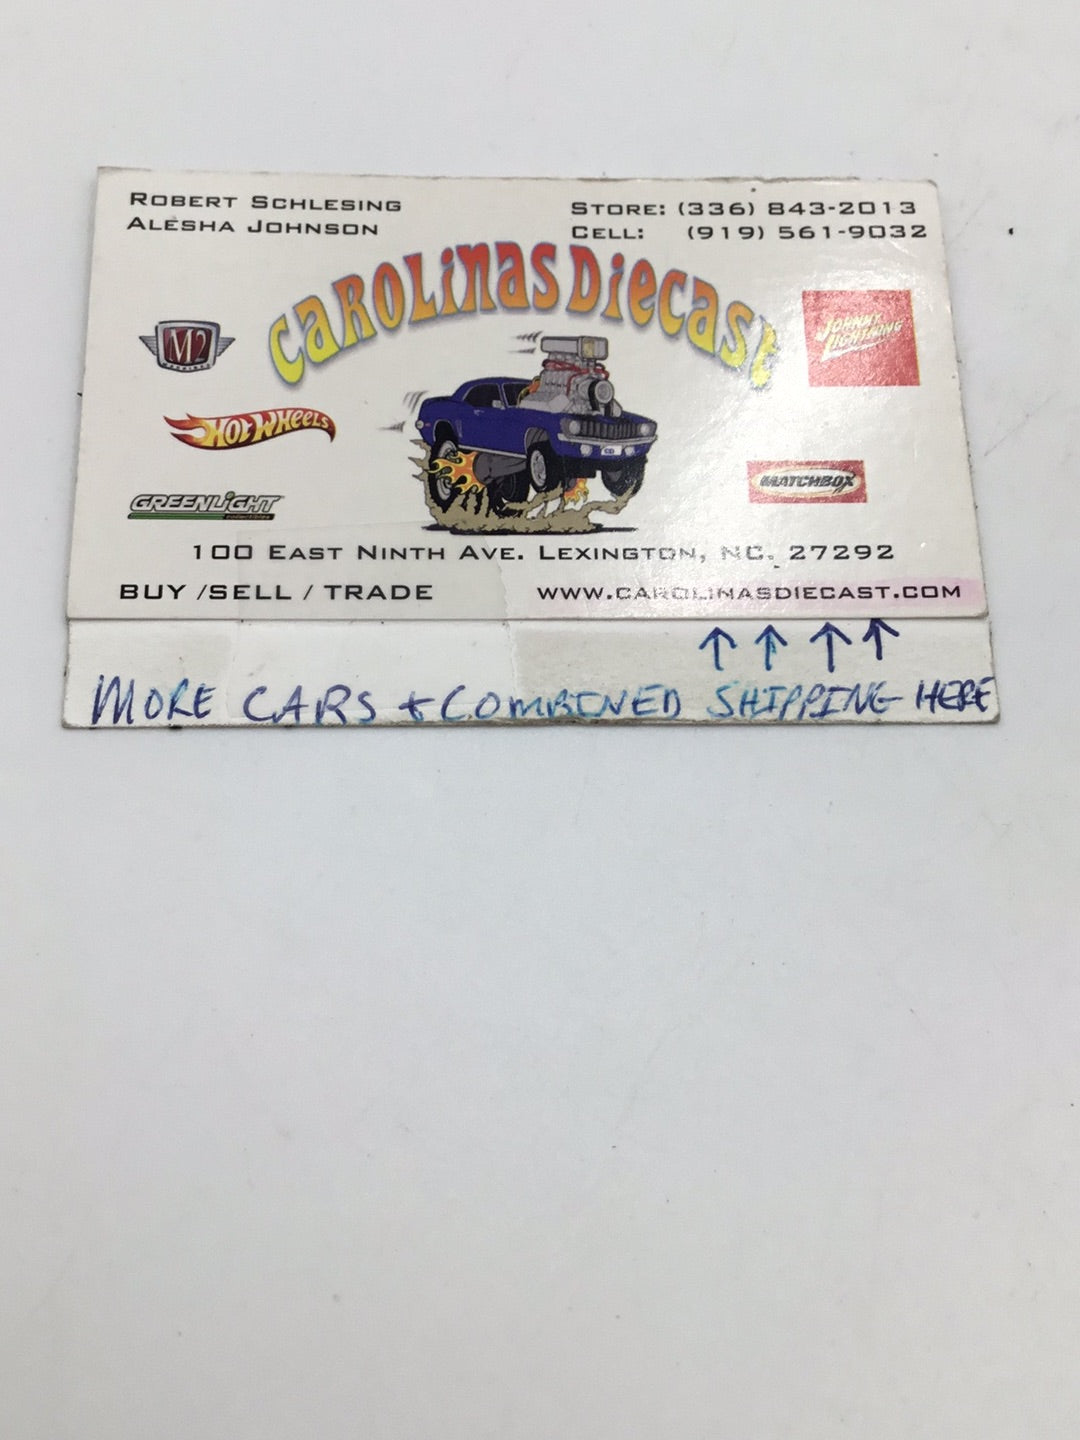 ROBERT SCHLESING
ALESHA JOHNSON
STORE: (336) 843-2013
CELL: (919) 561-9032
CAROLINAS DIECAST
M2
JOHNNY LIGHTNING
HOT WHEELS
MATCHBOX
GREENLIGHT
collectibles
100 EAST NINTH AVE. LEXINGTON, NC. 27292
BUY /SELL / TRADE
WWW.CAROLINASDIECAST.COM
↑ ↑ ↑ ↑
MORE CARS + COMBINED SHIPPING HERE